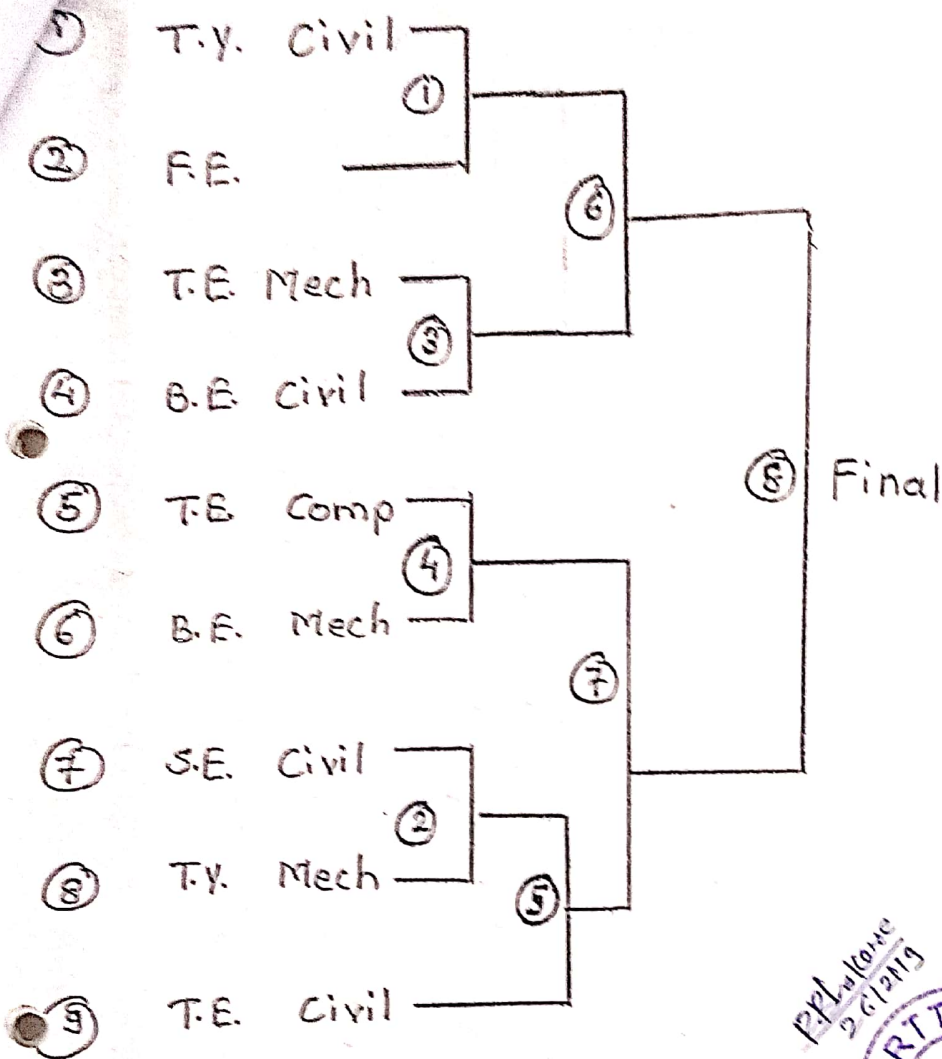 ① T.Y. Civil
①
② F.E.
⑥
③ T.E. Mech
③
④ B.E. Civil
⑧ Final
⑤ T.E. Comp
④
⑥ B.E. Mech
⑦
⑦ S.E. Civil
②
⑧ T.Y. Mech
⑤
⑨ T.E. Civil